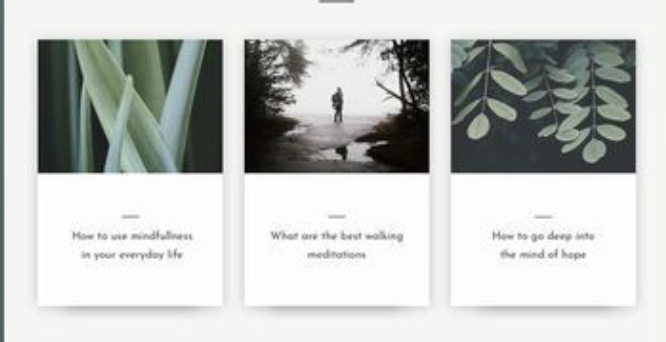 How to use mindfullness
in your everyday life
What are the best walking
meditations
How to go deep into
the mind of hope